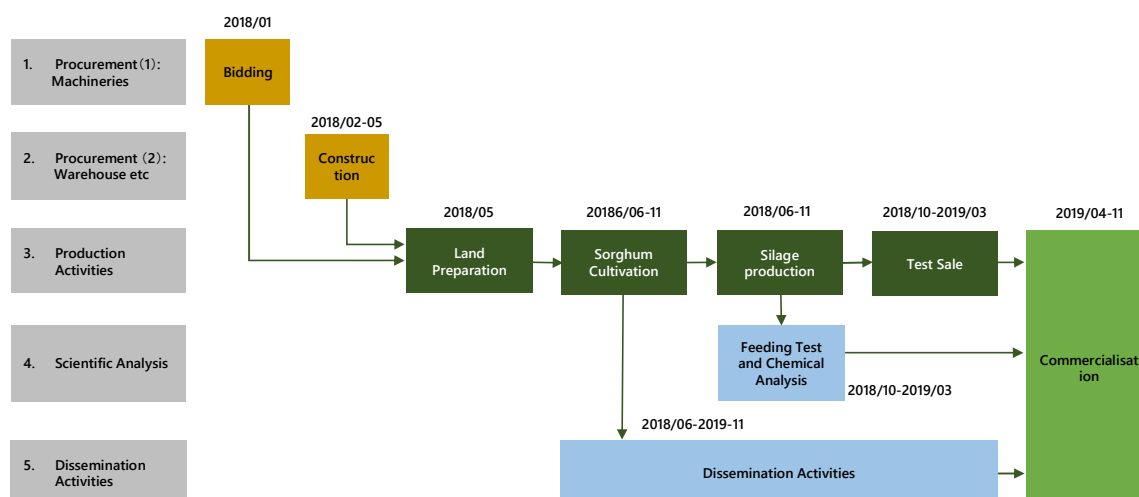 2018/01
1. Procurement(1):
Machineries
Bidding
2018/02-05
2. Procurement (2):
Warehouse etc
Construc
tion
2018/05
20186/06-11
2018/06-11
2018/10-2019/03
2019/04-11
3. Production
Activities
Land
Preparation
Sorghum
Cultivation
Silage
production
Test Sale
4. Scientific Analysis
Feeding Test
and Chemical
Analysis
Commercialisat
ion
2018/10-2019/03
2018/06-2019-11
5. Dissemination
Activities
Dissemination Activities